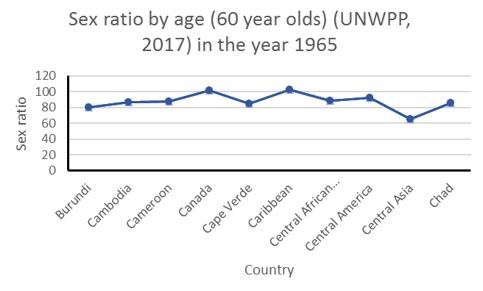 Sex ratio by age (60 year olds) (UNWPP,
2017) in the year 1965
Sex ratio
120
100
80
60
40
20
0
Burundi
Cambodia
Cameroon
Canada
Cape Verde
Caribbean
Central African...
Central America
Central Asia
Chad
Country